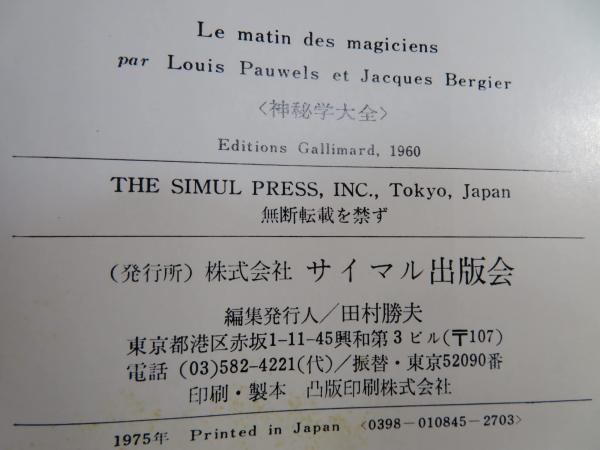 Le matin des magiciens
par Louis Pauwels et Jacques Bergier
〈神秘学大全〉
Editions Gallimard, 1960
THE SIMUL PRESS, INC., Tokyo, Japan
無断転載を禁ず
(発行所) 株式会社 サイマル出版会
編集発行人/田村勝夫
東京都港区赤坂1-11-45興和第3ビル(〒107)
電話 (03)582-4221(代)/振替・東京52090番
印刷・製本 凸版印刷株式会社
1975年 Printed in Japan 〈0398-010845-2703〉